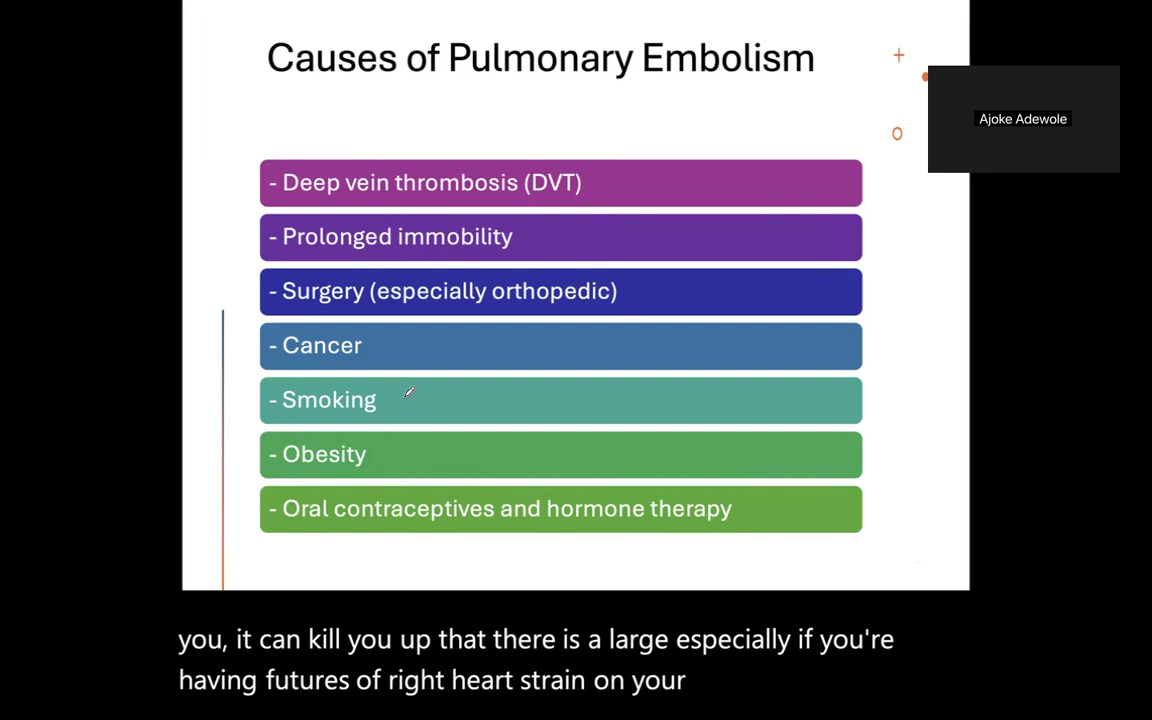 Causes of Pulmonary Embolism
Ajoke Adewole
- Deep vein thrombosis (DVT)
- Prolonged immobility
- Surgery (especially orthopedic)
- Cancer
- Smoking
- Obesity
- Oral contraceptives and hormone therapy
you, it can kill you up that there is a large especially if you're
having futures of right heart strain on your